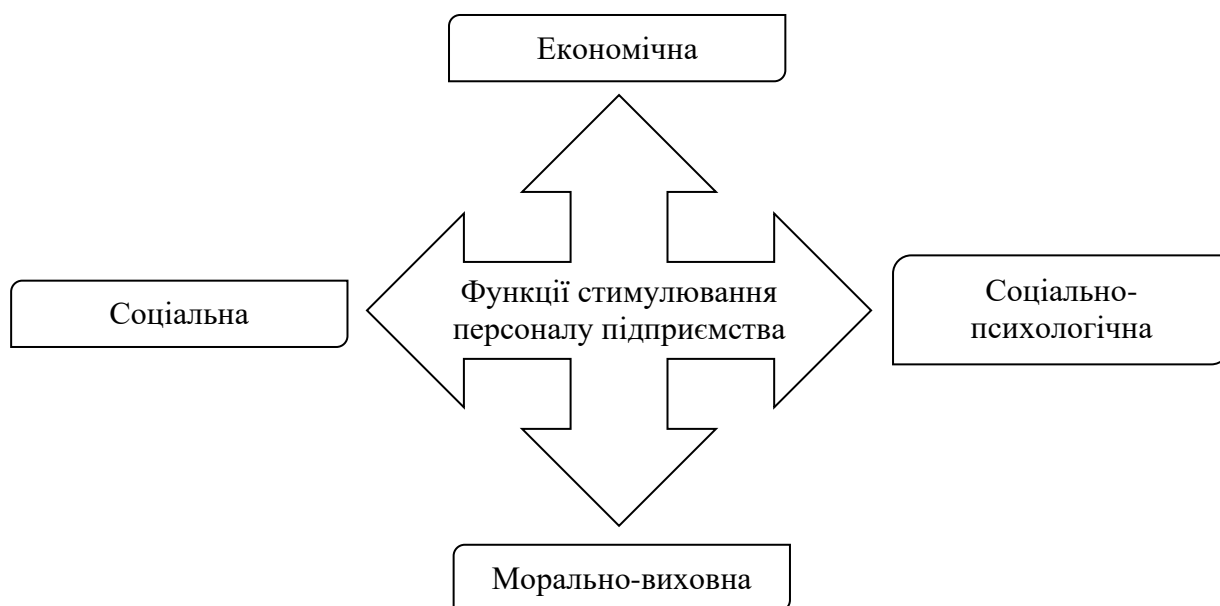 Економічна
Соціальна
Функції стимулювання
персоналу підприємства
Соціально-
психологічна
Морально-виховна